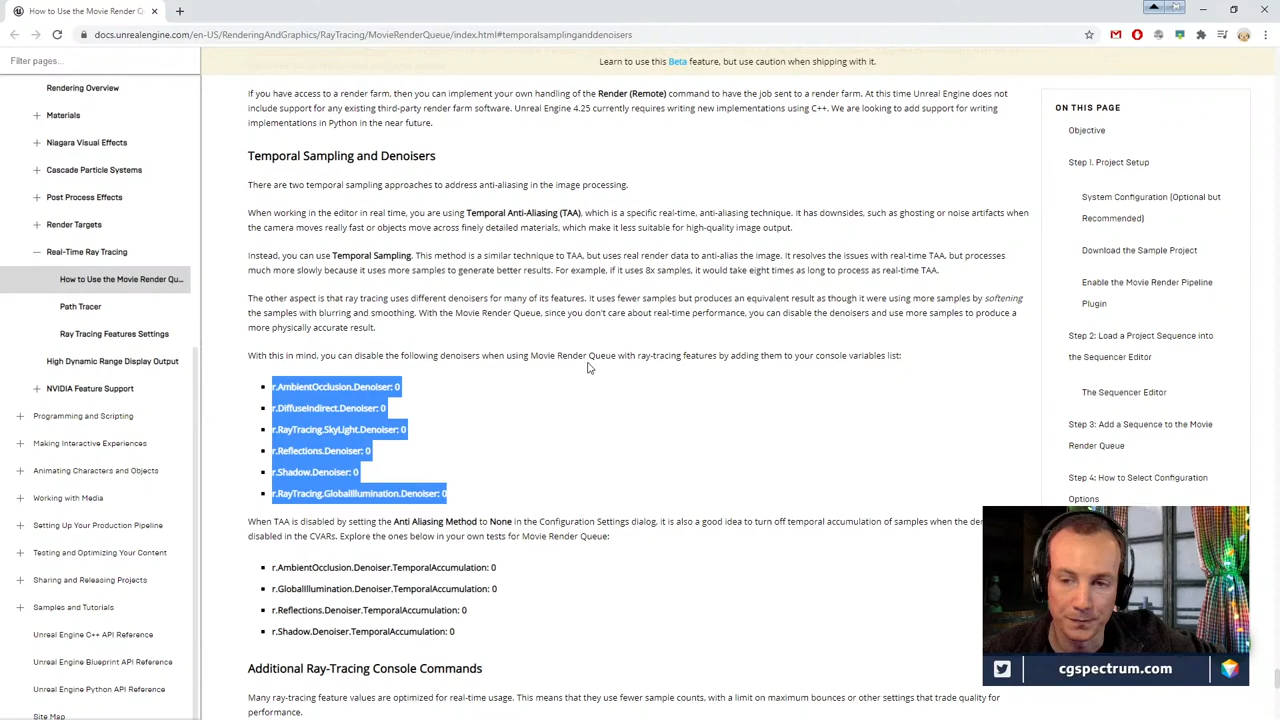 How to Use the Movie Render Q
docs.unrealengine.com/en-US/RenderingAndGraphics/RayTracing/MovieRenderQueue/index.html#temporalsamplinganddenoisers
Filter pages...
Learn to use this Beta feature, but use caution when shipping with it.
Rendering Overview
Materials
Niagara Visual Effects
Cascade Particle Systems
Post Process Effects
Render Targets
Real-Time Ray Tracing
How to Use the Movie Render Qu...
Path Tracer
Ray Tracing Features Settings
High Dynamic Range Display Output
NVIDIA Feature Support
Programming and Scripting
Making Interactive Experiences
Animating Characters and Objects
Working with Media
Setting Up Your Production Pipeline
Testing and Optimizing Your Content
Sharing and Releasing Projects
Samples and Tutorials
Unreal Engine C++ API Reference
Unreal Engine Blueprint API Reference
Unreal Engine Python API Reference
Site Map
If you have access to a render farm, then you can implement your own handling of the Render (Remote) command to have the job sent to a render farm. At this time Unreal Engine does
not include support for any existing third-party render farm software. Unreal Engine 4.25 currently requires writing new implementations using C++. We are looking to add support for writing
implementations in Python in the near future.
Temporal Sampling and Denoisers
There are two temporal sampling approaches to address anti-aliasing in the image processing.
When working in the editor in real time, you are using Temporal Anti-Aliasing (TAA), which is a specific real-time, anti-aliasing technique. It has downsides, such as ghosting or noise artifacts when
the camera moves really fast or objects move across finely detailed materials, which make it less suitable for high-quality image output.
Instead, you can use Temporal Sampling. This method is a similar technique to TAA, but uses real render data to anti-alias the image. It resolves the issues with real-time TAA, but processes
much more slowly because it uses more samples to generate better results. For example, if it uses 8x samples, it would take eight times as long to process as real-time TAA.
The other aspect is that ray tracing uses different denoisers for many of its features. It uses fewer samples but produces an equivalent result as though it were using more samples by softening
the samples with blurring and smoothing. With the Movie Render Queue, since you don't care about real-time performance, you can disable the denoisers and use more samples to produce a
more physically accurate result.
With this in mind, you can disable the following denoisers when using Movie Render Queue with ray-tracing features by adding them to your console variables list:
r.AmbientOcclusion.Denoiser: 0
r.DiffuseIndirect.Denoiser: 0
r.RayTracing.SkyLight.Denoiser: 0
r.Reflections.Denoiser: 0
r.Shadow.Denoiser: 0
r.RayTracing.GlobalIllumination.Denoiser: 0
When TAA is disabled by setting the Anti Aliasing Method to None in the Configuration Settings dialog, it is also a good idea to turn off temporal accumulation of samples when the
disabled in the CVARs. Explore the ones below in your own tests for Movie Render Queue:
r.AmbientOcclusion.Denoiser.TemporalAccumulation: 0
r.GlobalIllumination.Denoiser.TemporalAccumulation: 0
r.Reflections.Denoiser.TemporalAccumulation: 0
r.Shadow.Denoiser.TemporalAccumulation: 0
Additional Ray-Tracing Console Commands
Many ray-tracing feature values are optimized for real-time usage. This means that they use fewer sample counts, with a limit on maximum bounces or other settings that trade quality for
performance.
ON THIS PAGE
Objective
Step 1. Project Setup
System Configuration (Optional but
Recommended)
Download the Sample Project
Enable the Movie Render Pipeline
Plugin
Step 2: Load a Project Sequence into
the Sequencer Editor
The Sequencer Editor
Step 3: Add a Sequence to the Movie
Render Queue
Step 4: How to Select Configuration
Options
cgspectrum.com